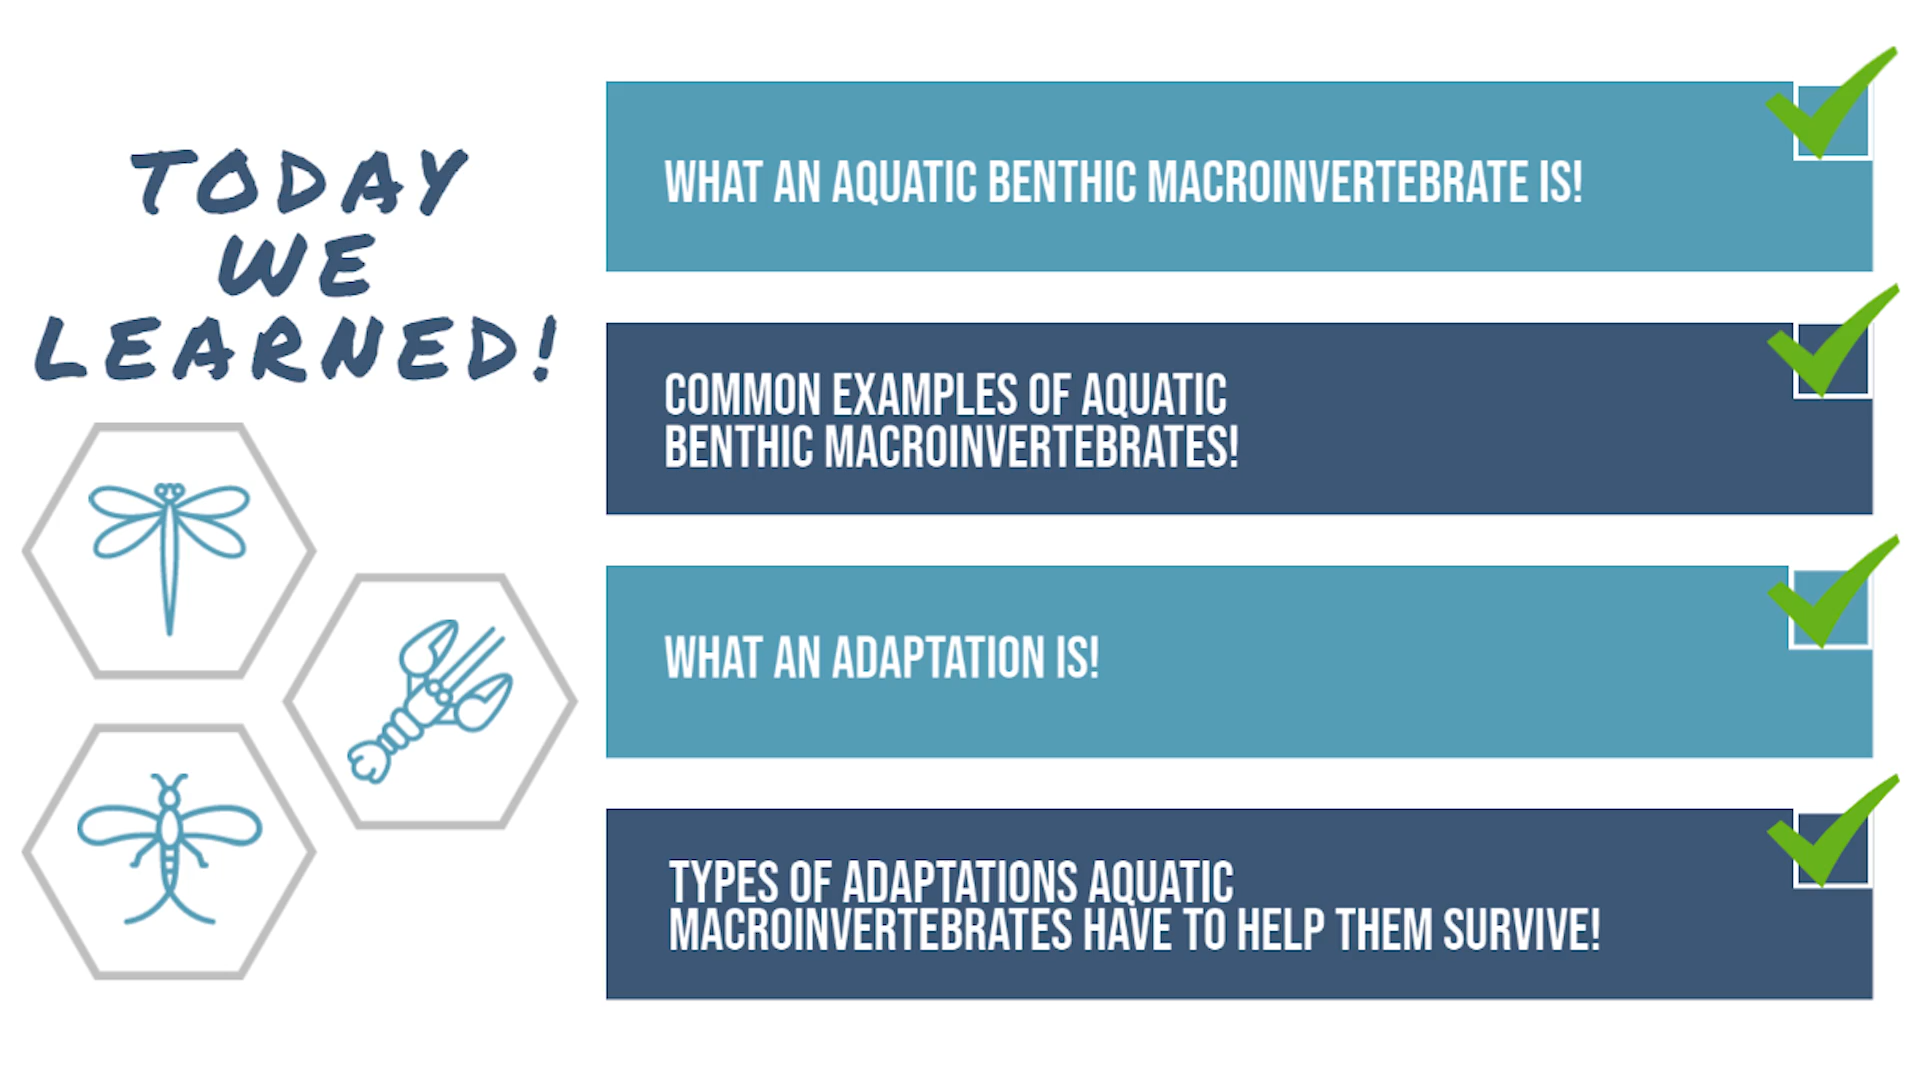 TODAY
WE
LEARNED!
WHAT AN AQUATIC BENTHIC MACROINVERTEBRATE IS!
COMMON EXAMPLES OF AQUATIC
BENTHIC MACROINVERTEBRATES!
WHAT AN ADAPTATION IS!
TYPES OF ADAPTATIONS AQUATIC
MACROINVERTEBRATES HAVE TO HELP THEM SURVIVE!